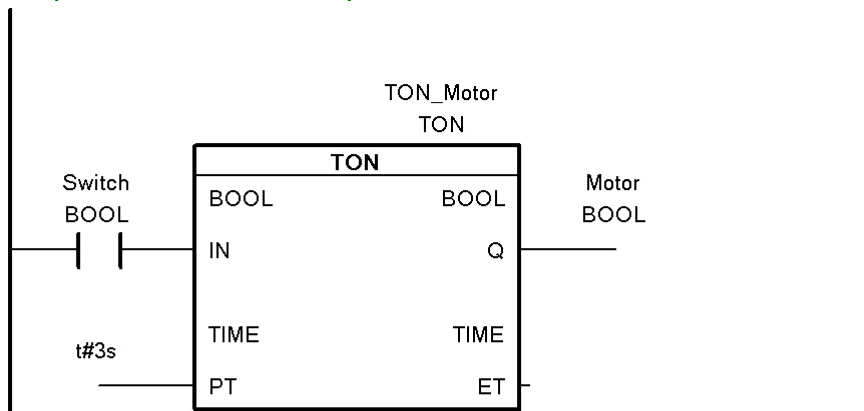 TON_Motor
TON
TON
Switch
BOOL
BOOL
BOOL
Motor
BOOL
IN
Q
TIME
TIME
t#3s
PT
ET